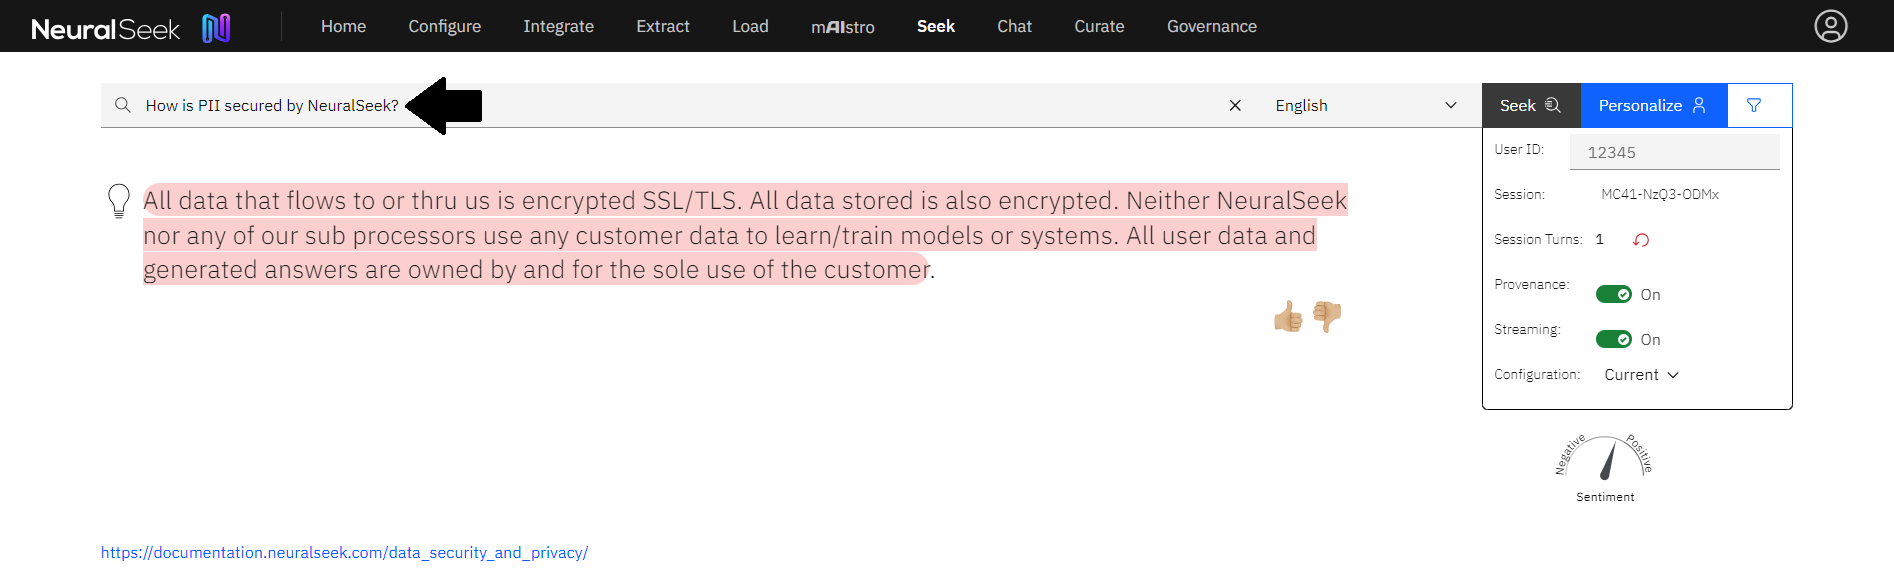 NeuralSeek
Home Configure Integrate Extract Load mAIstro Seek Chat Curate Governance
How is PII secured by NeuralSeek? English Seek Personalize
User ID: 12345
Session: MC41-NzQ3-ODMx
Session Turns: 1
Provenance: On
Streaming: On
Configuration: Current
All data that flows to or thru us is encrypted SSL/TLS. All data stored is also encrypted. Neither NeuralSeek
nor any of our sub processors use any customer data to learn/train models or systems. All user data and
generated answers are owned by and for the sole use of the customer.
Negative Positive
Sentiment
https://documentation.neuralseek.com/data_security_and_privacy/